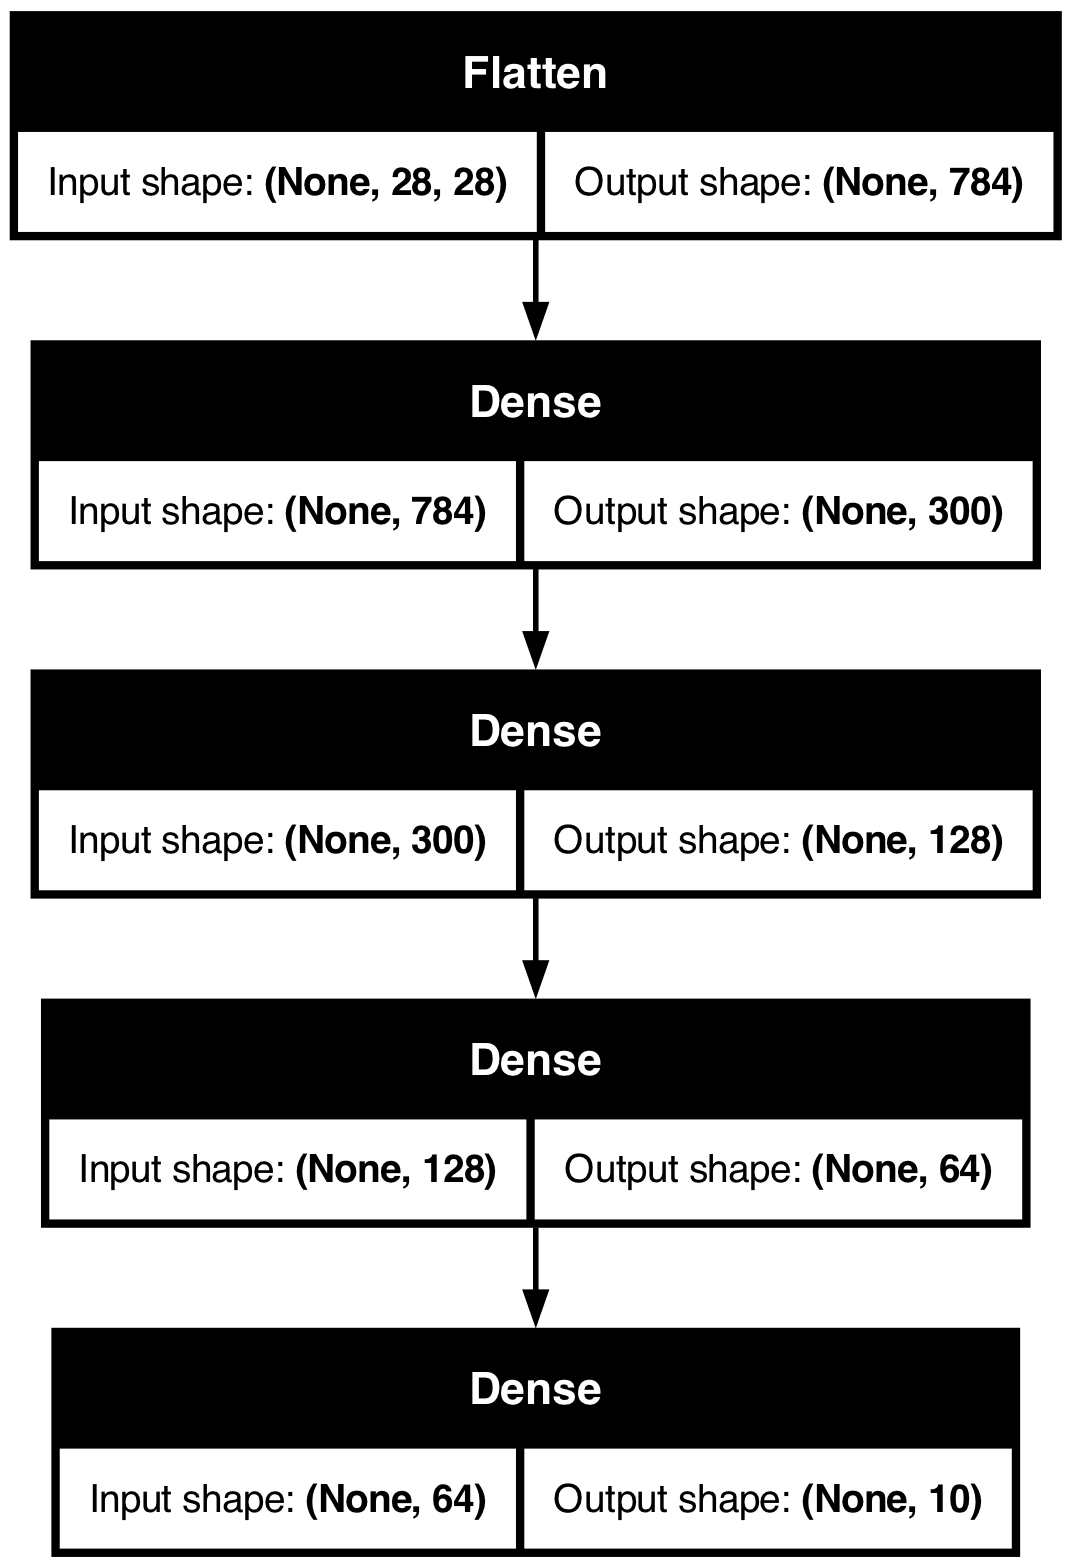 Flatten
Input shape: (None, 28, 28) Output shape: (None, 784)
Dense
Input shape: (None, 784) Output shape: (None, 300)
Dense
Input shape: (None, 300) Output shape: (None, 128)
Dense
Input shape: (None, 128) Output shape: (None, 64)
Dense
Input shape: (None, 64) Output shape: (None, 10)